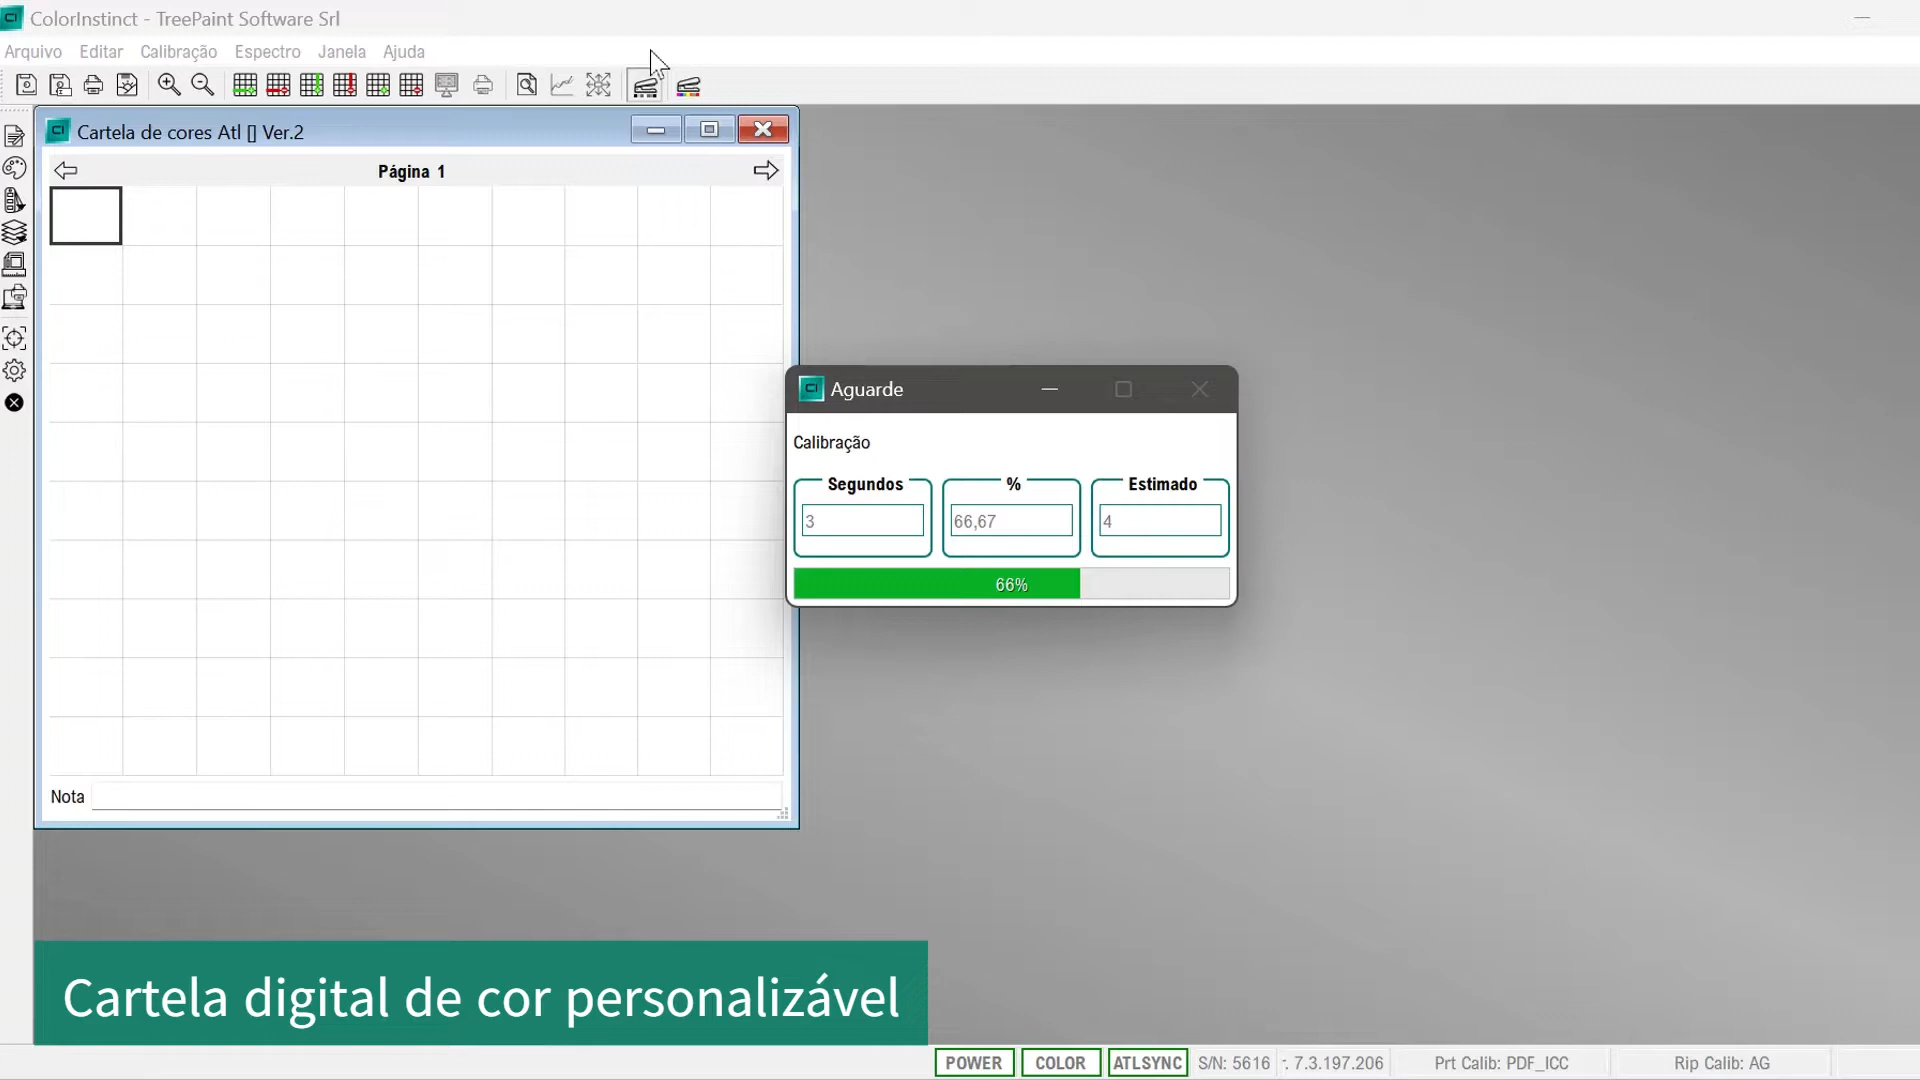 ColorInstinct - TreePaint Software Srl
Arquivo Editar Calibração Espectro Janela Ajuda
CI Cartela de cores Atl [] Ver.2
Página 1
Nota
CI Aguarde
Calibração
Segundos % Estimado
3 66,67 4
66%
Cartela digital de cor personalizável
POWER COLOR ATLSYNC S/N: 5616 7.3.197.206 Prt Calib: PDF_ICC Rip Calib: AG